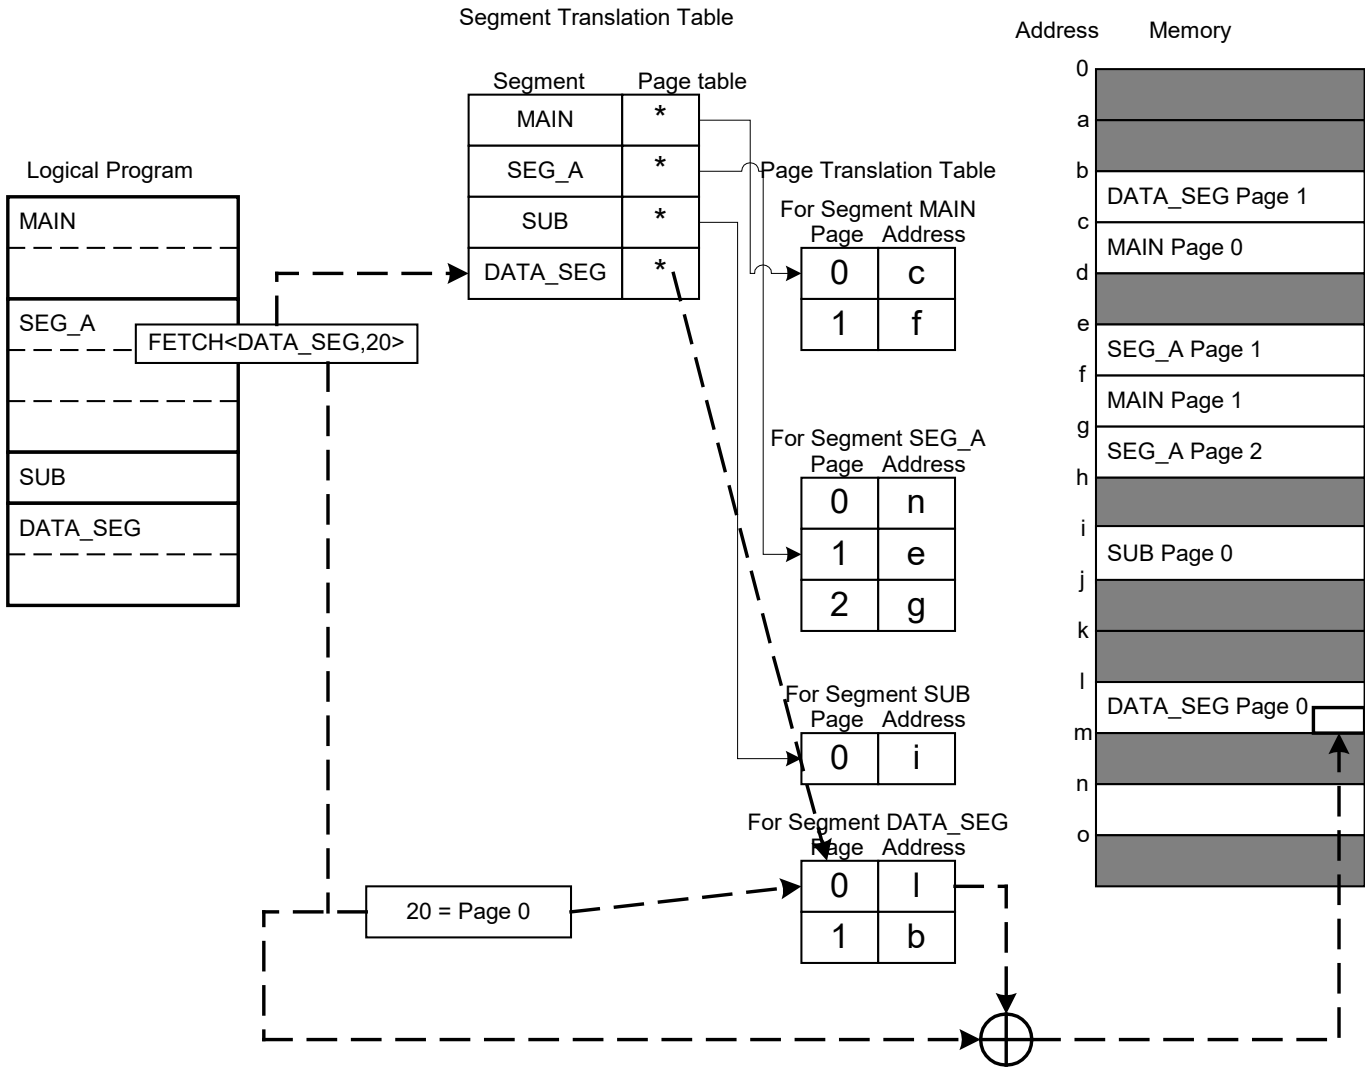 Segment Translation Table
Address Memory
Segment Page table
MAIN *
SEG_A *
SUB *
DATA_SEG *
Logical Program
MAIN
SEG_A
FETCH<DATA_SEG,20>
SUB
DATA_SEG
Page Translation Table
For Segment MAIN
Page Address
0 c
1 f
For Segment SEG_A
Page Address
0 n
1 e
2 g
For Segment SUB
Page Address
0 i
For Segment DATA_SEG
Page Address
0 l
1 b
20 = Page 0
0
a
b
DATA_SEG Page 1
c
MAIN Page 0
d
e
SEG_A Page 1
f
MAIN Page 1
g
SEG_A Page 2
h
i
SUB Page 0
j
k
l
DATA_SEG Page 0
m
n
o